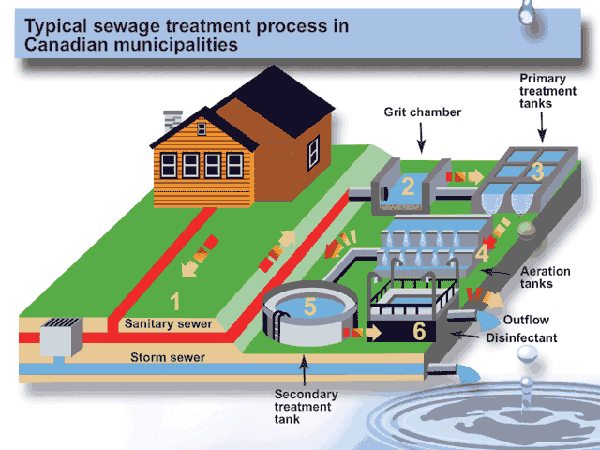 Typical sewage treatment process in
Canadian municipalities
Primary
treatment
tanks
Grit chamber
2
3
4
Aeration
tanks
1
5
6
Outflow
Disinfectant
Sanitary sewer
Storm sewer
Secondary
treatment
tank